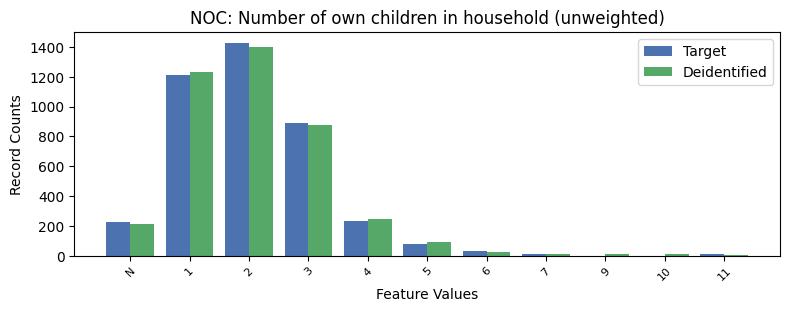 NOC: Number of own children in household (unweighted)
Target
Deidentified
Record Counts
1400
1200
1000
800
600
400
200
0
N 1 2 3 4 5 6 7 9 10 11
Feature Values